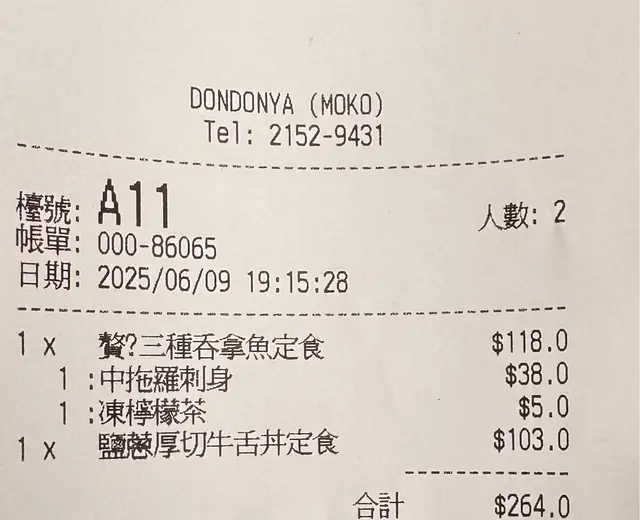 DONDONYA (MOKO)
Tel: 2152-9431
檯號: A11 人數: 2
帳單: 000-86065
日期: 2025/06/09 19:15:28
1 x 贅?三種吞拿魚定食 $118.0
1 :中拖羅刺身 $38.0
1 :凍檸檬茶 $5.0
1 x 鹽蔥厚切牛舌丼定食 $103.0
合計 $264.0